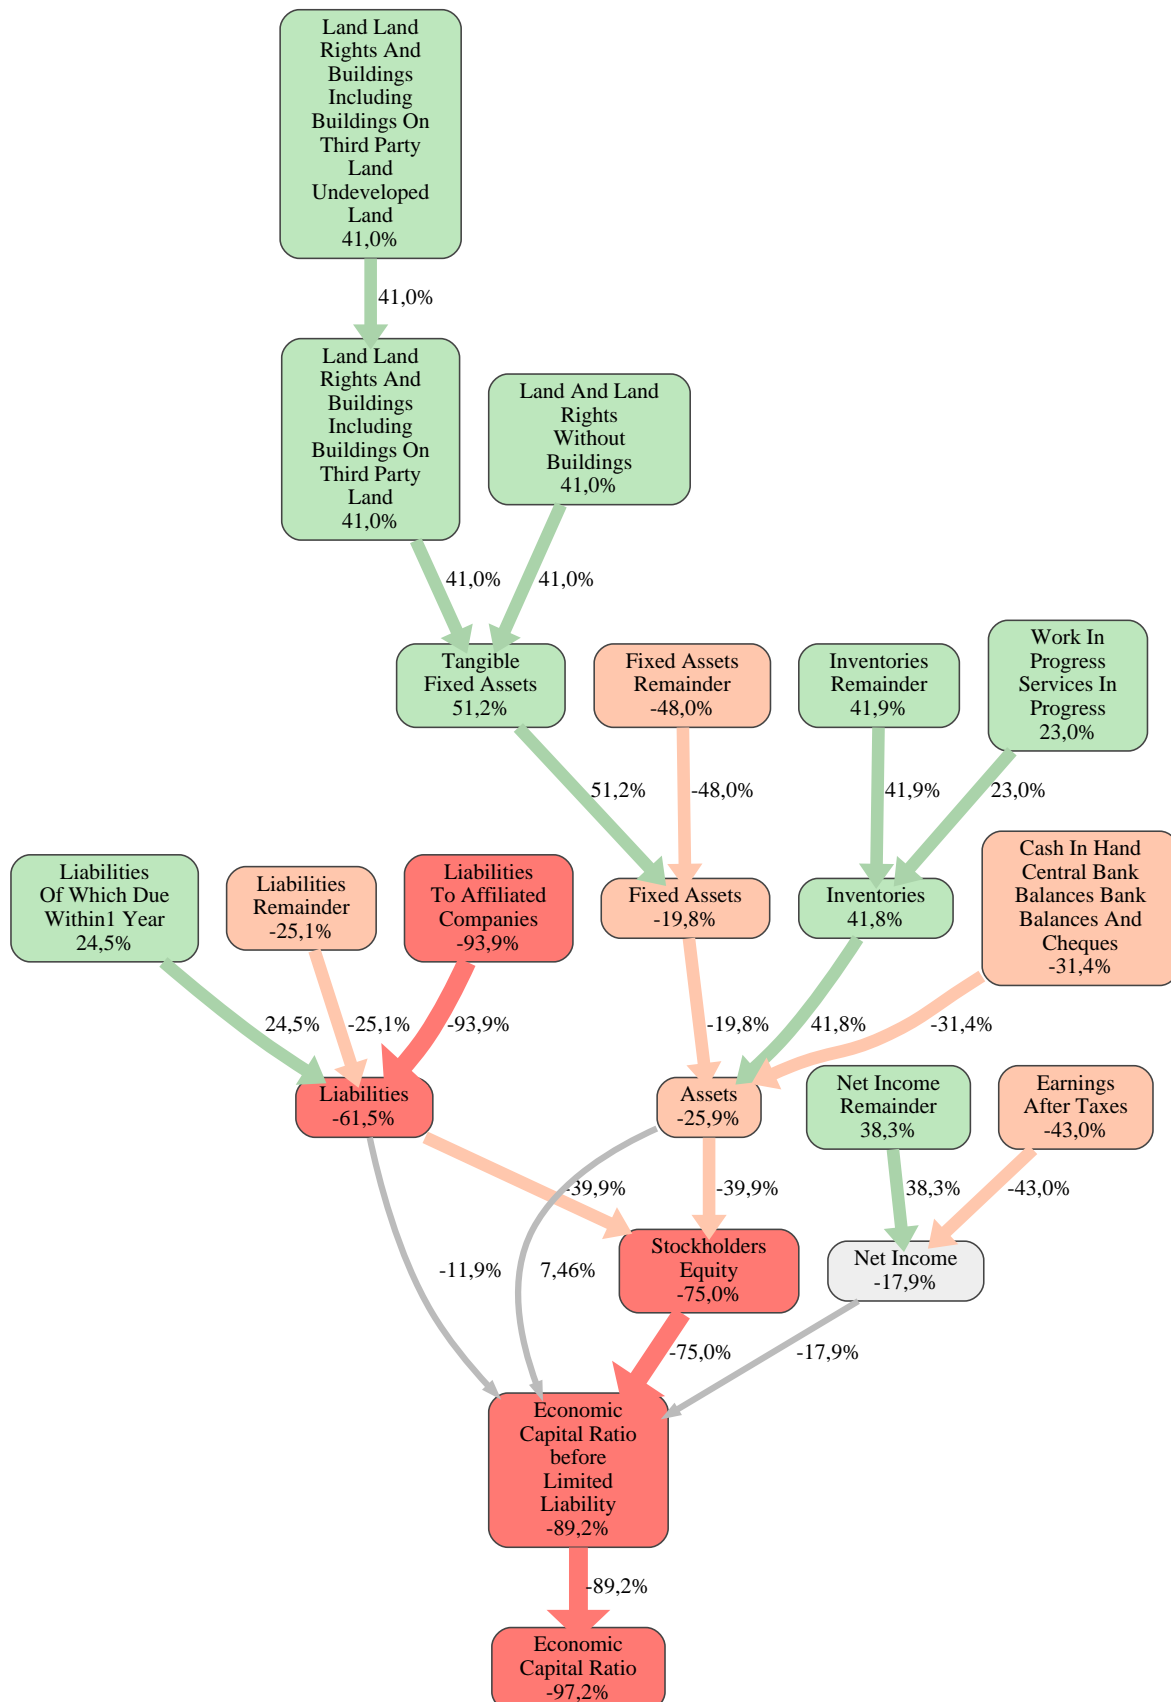 Land Land
Rights And
Buildings
Including
Buildings On
Third Party
Land
Undeveloped
Land
41,0%
41,0%
Land Land
Rights And
Buildings
Including
Buildings On
Third Party
Land
41,0%
Land And Land
Rights
Without
Buildings
41,0%
41,0%
41,0%
Tangible
Fixed Assets
51,2%
Fixed Assets
Remainder
-48,0%
Inventories
Remainder
41,9%
Work In
Progress
Services In
Progress
23,0%
51,2%
-48,0%
41,9%
23,0%
Liabilities
Of Which Due
Within1 Year
24,5%
Liabilities
Remainder
-25,1%
Liabilities
To Affiliated
Companies
-93,9%
Fixed Assets
-19,8%
Inventories
41,8%
Cash In Hand
Central Bank
Balances Bank
Balances And
Cheques
-31,4%
24,5%
-25,1%
-93,9%
-19,8%
41,8%
-31,4%
Liabilities
-61,5%
Assets
-25,9%
Net Income
Remainder
38,3%
Earnings
After Taxes
-43,0%
-39,9%
-39,9%
38,3%
-43,0%
Stockholders
Equity
-75,0%
Net Income
-17,9%
-11,9%
7,46%
-75,0%
-17,9%
Economic
Capital Ratio
before
Limited
Liability
-89,2%
-89,2%
Economic
Capital Ratio
-97,2%